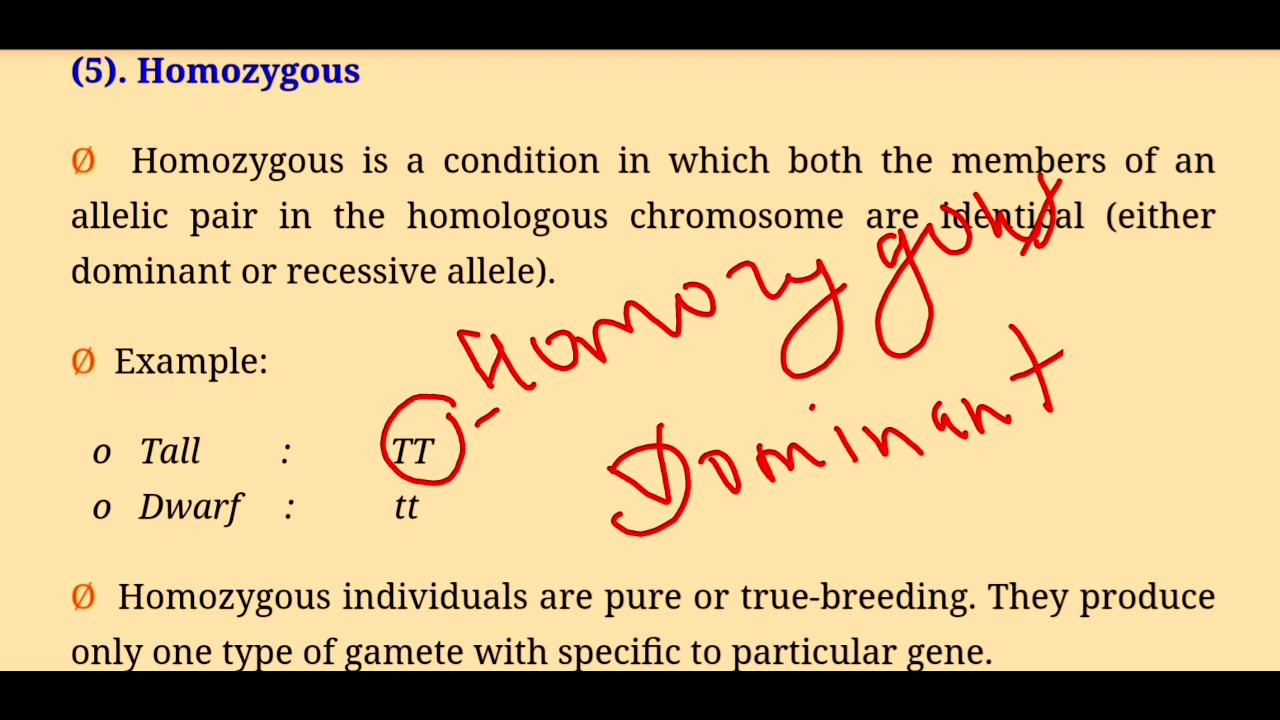 (5). Homozygous
Ø Homozygous is a condition in which both the members of an
allelic pair in the homologous chromosome are identical (either
dominant or recessive allele).
Ø Example:
Homozygous
o Tall : TT -
Dominant
o Dwarf : tt
Ø Homozygous individuals are pure or true-breeding. They produce
only one type of gamete with specific to particular gene.